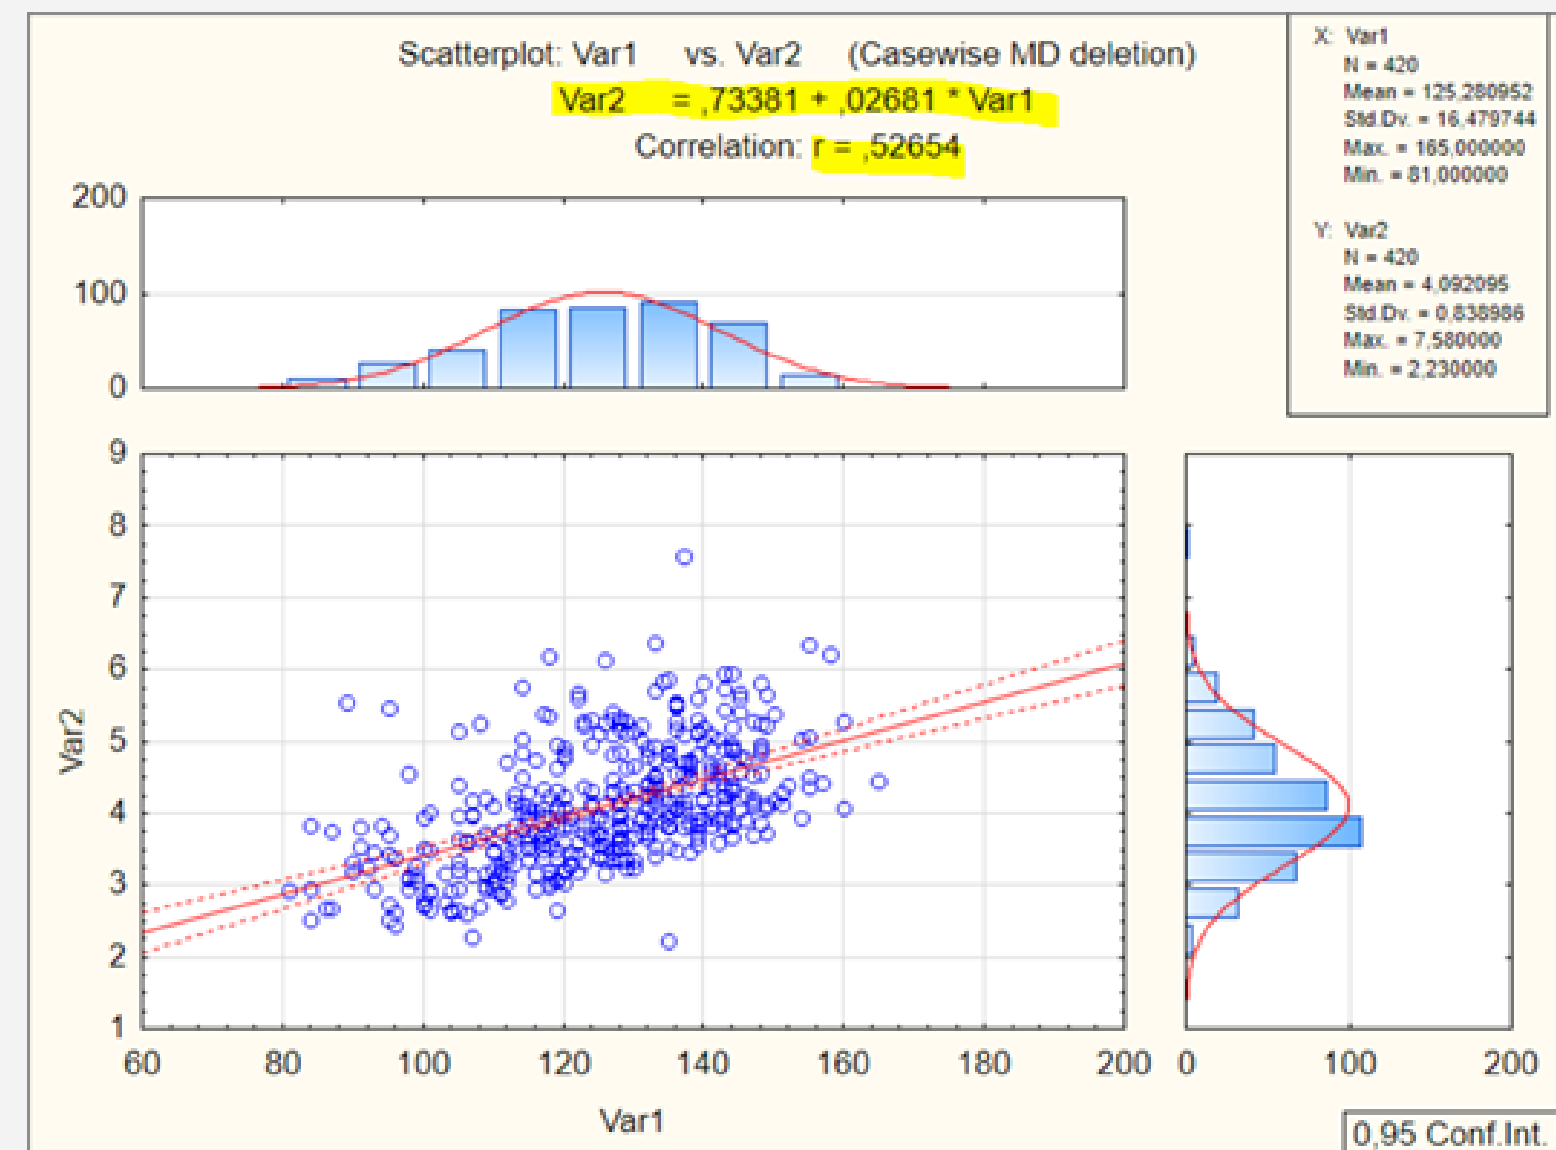 Scatterplot: Var1 vs. Var2 (Casewise MD deletion)
Var2 = ,73381 + ,02681 * Var1
Correlation: r = ,52654
X: Var1
N = 420
Mean = 125,280952
Std.Dv. = 16,479744
Max. = 165,000000
Min. = 81,000000
Y: Var2
N = 420
Mean = 4,092095
Std.Dv. = 0,838986
Max. = 7,580000
Min. = 2,230000
200
100
0
9
8
7
6
5
4
3
2
1
Var2
60 80 100 120 140 160 180 200
0 100 200
Var1
0,95 Conf.Int.